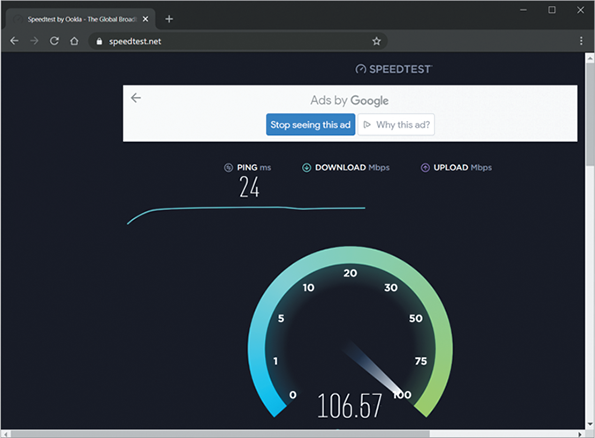 Speedtest by Ookla - The Global Broadb
speedtest.net
SPEEDTEST
Ads by Google
Stop seeing this ad
Why this ad?
PING ms
DOWNLOAD Mbps
UPLOAD Mbps
24
20
10
30
5
50
1
75
0
100
106.57